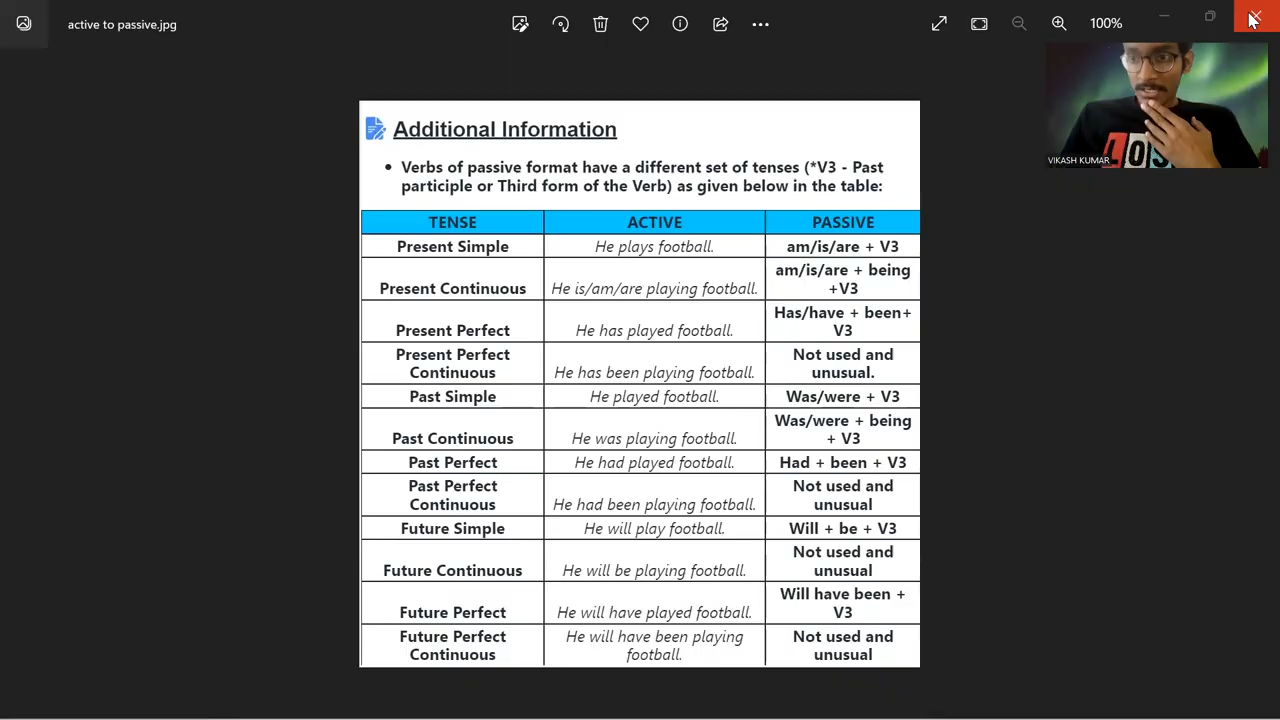 active to passive.jpg
100%
VIKASH KUMAR
LOS
Additional Information
• Verbs of passive format have a different set of tenses (*V3 - Past
participle or Third form of the Verb) as given below in the table:
TENSE ACTIVE PASSIVE
Present Simple He plays football. am/is/are + V3
am/is/are + being
Present Continuous He is/am/are playing football. +V3
Has/have + been+
Present Perfect He has played football. V3
Present Perfect Not used and
Continuous He has been playing football. unusual.
Past Simple He played football. Was/were + V3
Was/were + being
Past Continuous He was playing football. + V3
Past Perfect He had played football. Had + been + V3
Past Perfect Not used and
Continuous He had been playing football. unusual
Future Simple He will play football. Will + be + V3
Not used and
Future Continuous He will be playing football. unusual
Will have been +
Future Perfect He will have played football. V3
Future Perfect He will have been playing Not used and
Continuous football. unusual